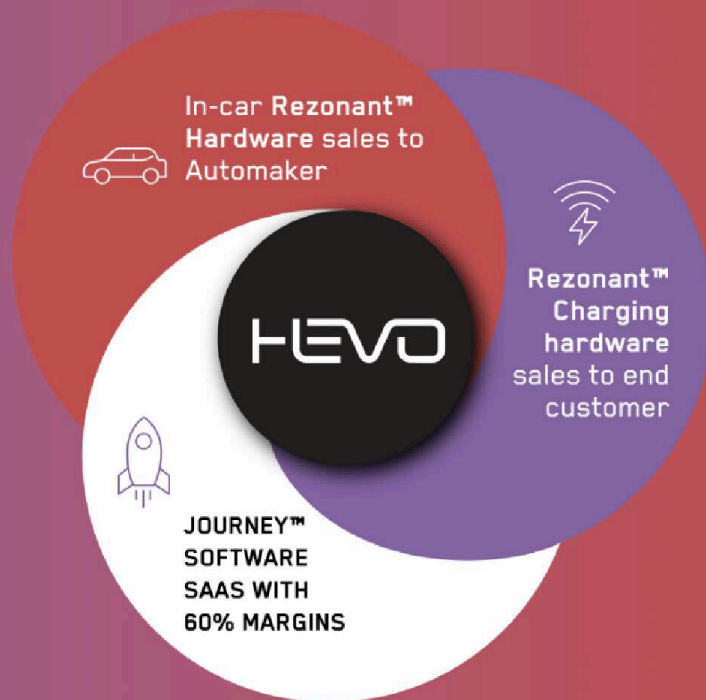 In-car Rezonant™
Hardware sales to
Automaker
Rezonant™
Charging
hardware
sales to end
customer
HEVO
JOURNEY™
SOFTWARE
SAAS WITH
60% MARGINS